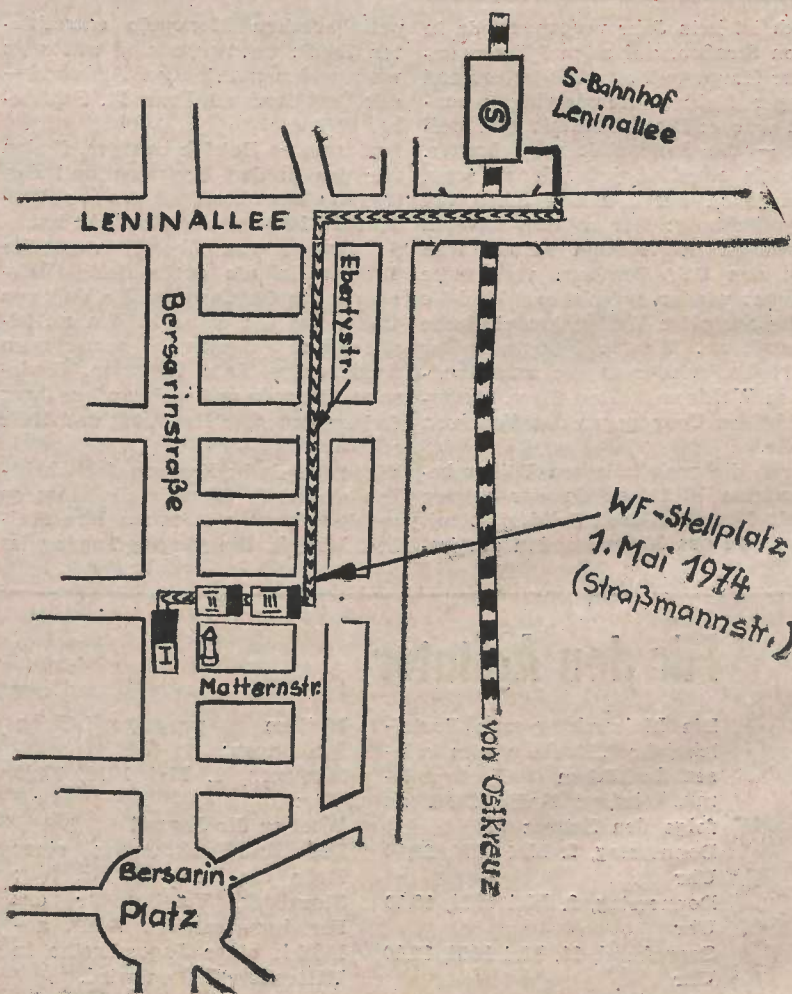 S-Bahnhof
Leninallee
S
LENINALLEE
Ebertystr.
Bersarinstraße
WF-Stellplatz
1. Mai 1974
(Straßmannstr.)
II
III
I
Matternstr.
von Ostkreuz
Bersarin-
Platz